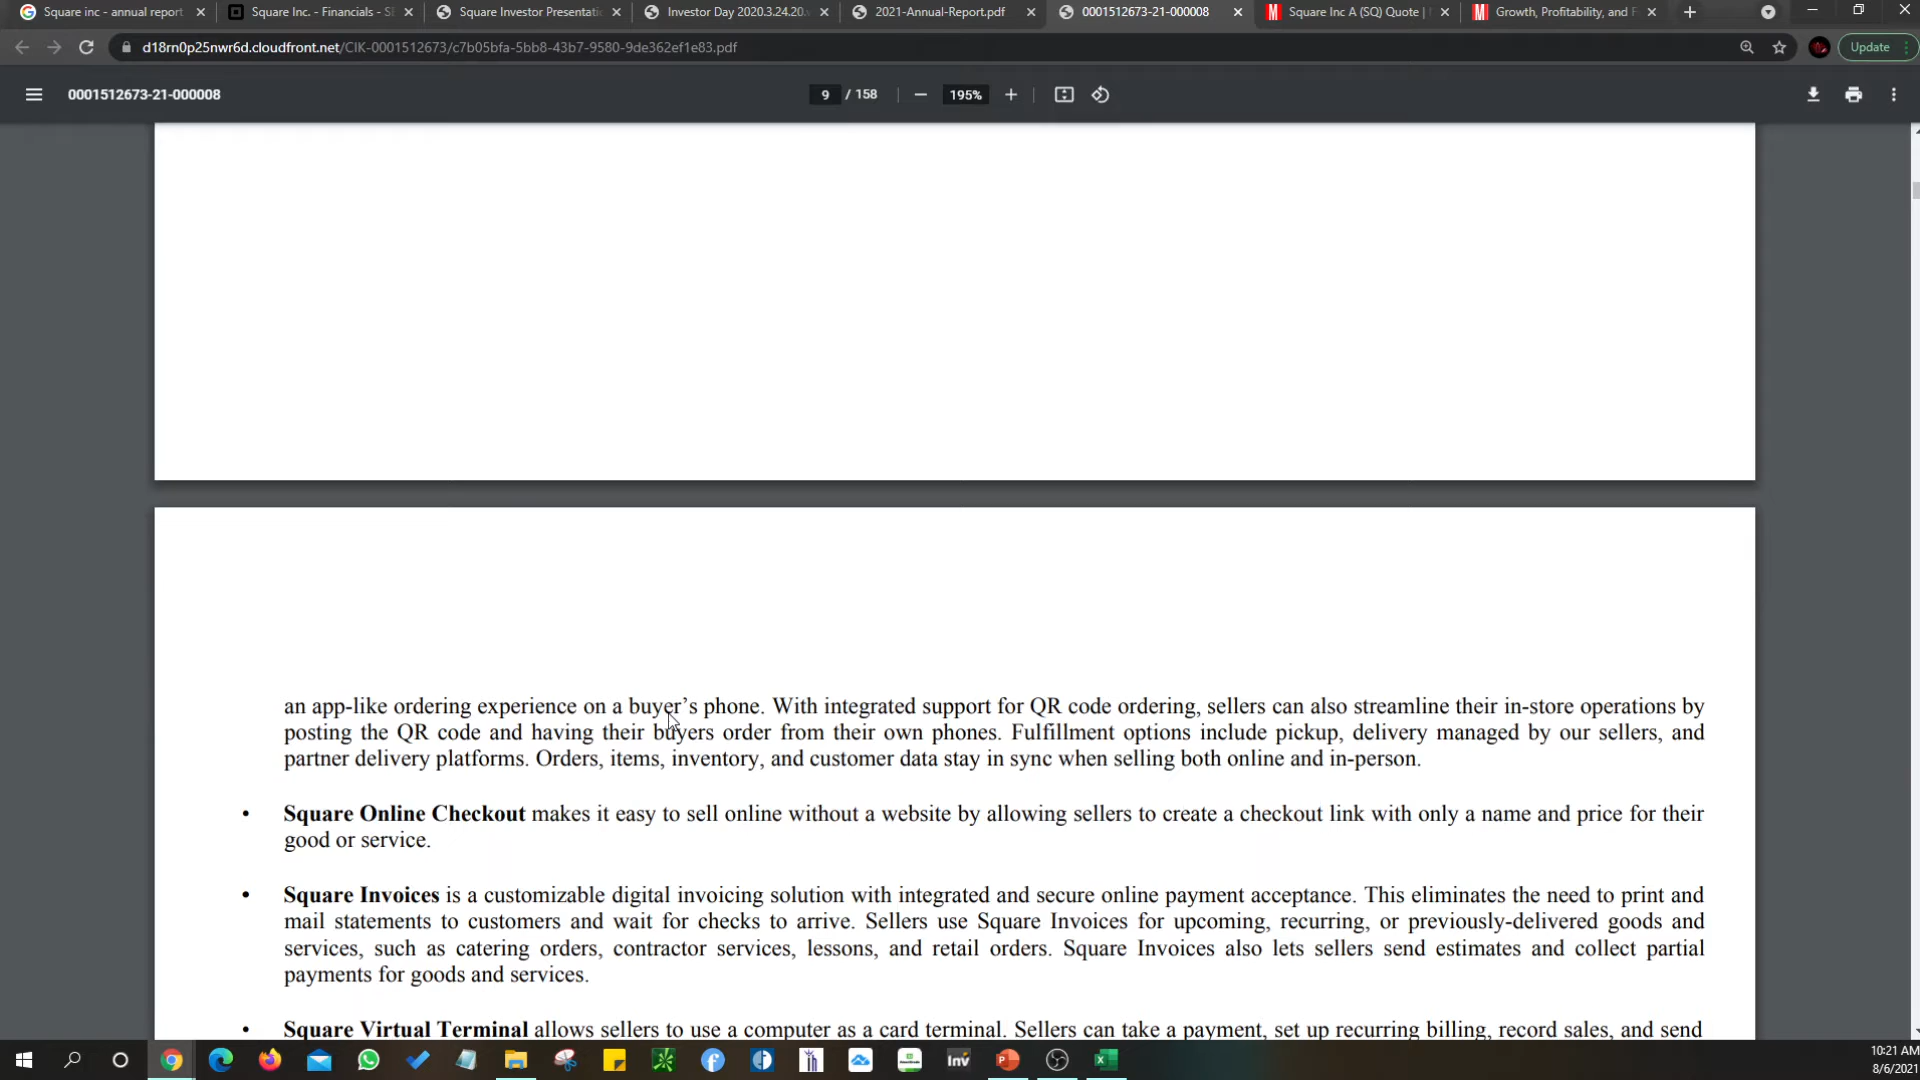 Square inc - annual report
Square Inc. - Financials - SE
Square Investor Presentatio
Investor Day 2020.3.24.20.v
2021-Annual-Report.pdf
0001512673-21-000008
Square Inc A (SQ) Quote |
Growth, Profitability, and F
d18rn0p25nwr6d.cloudfront.net/CIK-0001512673/c7b05bfa-5bb8-43b7-9580-9de362ef1e83.pdf
Update
0001512673-21-000008
9 / 158
195%
an app-like ordering experience on a buyer's phone. With integrated support for QR code ordering, sellers can also streamline their in-store operations by
posting the QR code and having their buyers order from their own phones. Fulfillment options include pickup, delivery managed by our sellers, and
partner delivery platforms. Orders, items, inventory, and customer data stay in sync when selling both online and in-person.
• Square Online Checkout makes it easy to sell online without a website by allowing sellers to create a checkout link with only a name and price for their
good or service.
• Square Invoices is a customizable digital invoicing solution with integrated and secure online payment acceptance. This eliminates the need to print and
mail statements to customers and wait for checks to arrive. Sellers use Square Invoices for upcoming, recurring, or previously-delivered goods and
services, such as catering orders, contractor services, lessons, and retail orders. Square Invoices also lets sellers send estimates and collect partial
payments for goods and services.
• Square Virtual Terminal allows sellers to use a computer as a card terminal. Sellers can take a payment, set up recurring billing, record sales, and send
Inv
10:21 AM
8/6/2021